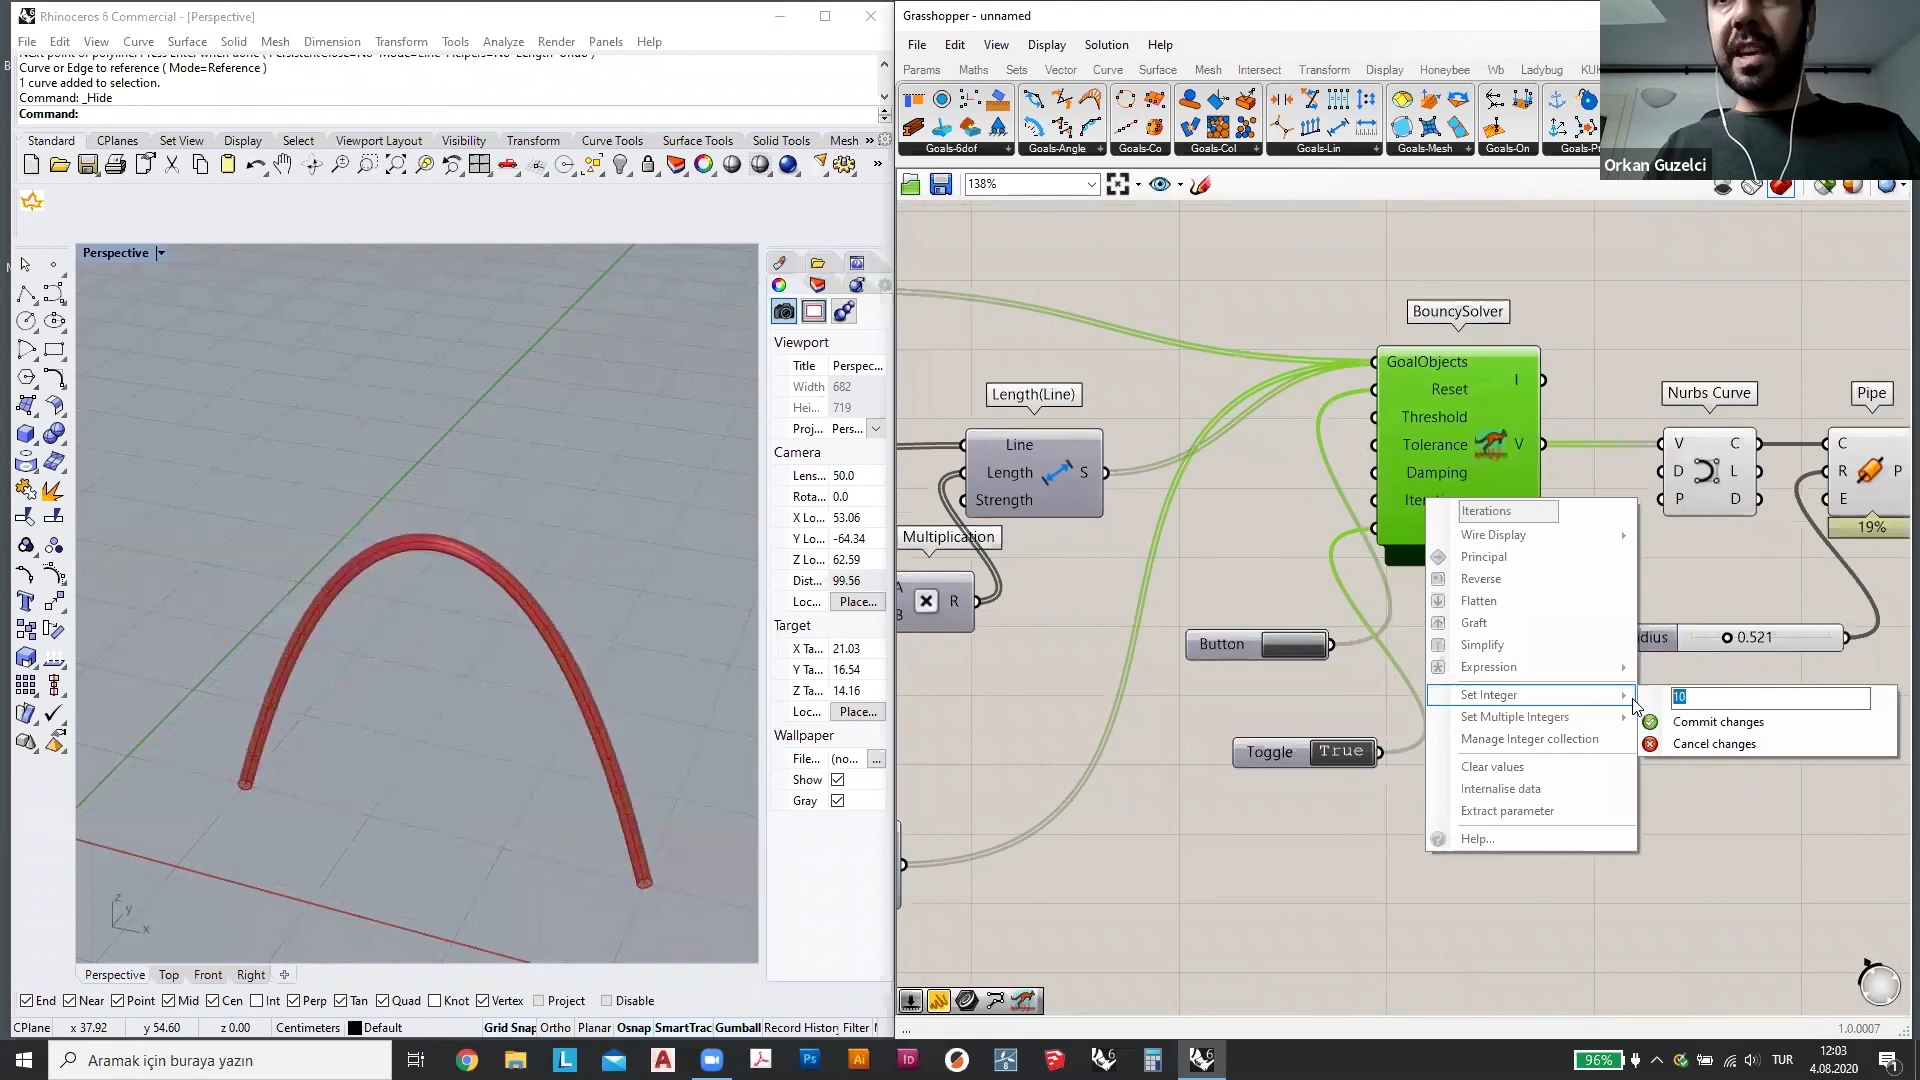 Rhinoceros 6 Commercial - [Perspective]
File Edit View Curve Surface Solid Mesh Dimension Transform Tools Analyze Render Panels Help
Curve or Edge to reference ( Mode=Reference )
1 curve added to selection.
Command: _Hide
Command:
Standard CPlanes Set View Display Select Viewport Layout Visibility Transform Curve Tools Surface Tools Solid Tools Mesh »
Perspective
Viewport
Title Perspec...
Width 682
Hei... 719
Proj... Pers...
Camera
Lens... 50.0
Rota... 0.0
X Lo... 53.06
Y Lo... -64.34
Z Lo... 62.59
Dist... 99.56
Loc... Place...
Target
X Ta... 21.03
Y Ta... 16.54
Z Ta... 14.16
Loc... Place...
Wallpaper
File... (no... ...
Show
Gray
z
y
x
Perspective Top Front Right
End Near Point Mid Cen Int Perp Tan Quad Knot Vertex Project Disable
CPlane x 37.92 y 54.60 z 0.00 Centimeters Default Grid Snap Ortho Planar Osnap SmartTrac Gumball Record History Filter
Grasshopper - unnamed
File Edit View Display Solution Help
Params Maths Sets Vector Curve Surface Mesh Intersect Transform Display Honeybee Wb Ladybug KU
Goals-6dof Goals-Angle Goals-Co Goals-Col Goals-Lin Goals-Mesh Goals-On Goals-P
138%
Orkan Guzelci
BouncySolver
GoalObjects
Reset
Threshold
Tolerance
Damping
I
V
Length(Line)
Line
Length
Strength
S
Multiplication
A
B
R
Nurbs Curve
V C
D L
P D
Pipe
C
R
E
P
19%
Button
Toggle True
dius 0.521
Iterations
Wire Display
Principal
Reverse
Flatten
Graft
Simplify
Expression
Set Integer
Set Multiple Integers
Manage Integer collection
Clear values
Internalise data
Extract parameter
Help...
10
Commit changes
Cancel changes
...
1.0.0007
Aramak için buraya yazın
96%
TUR
12:03
4.08.2020
1